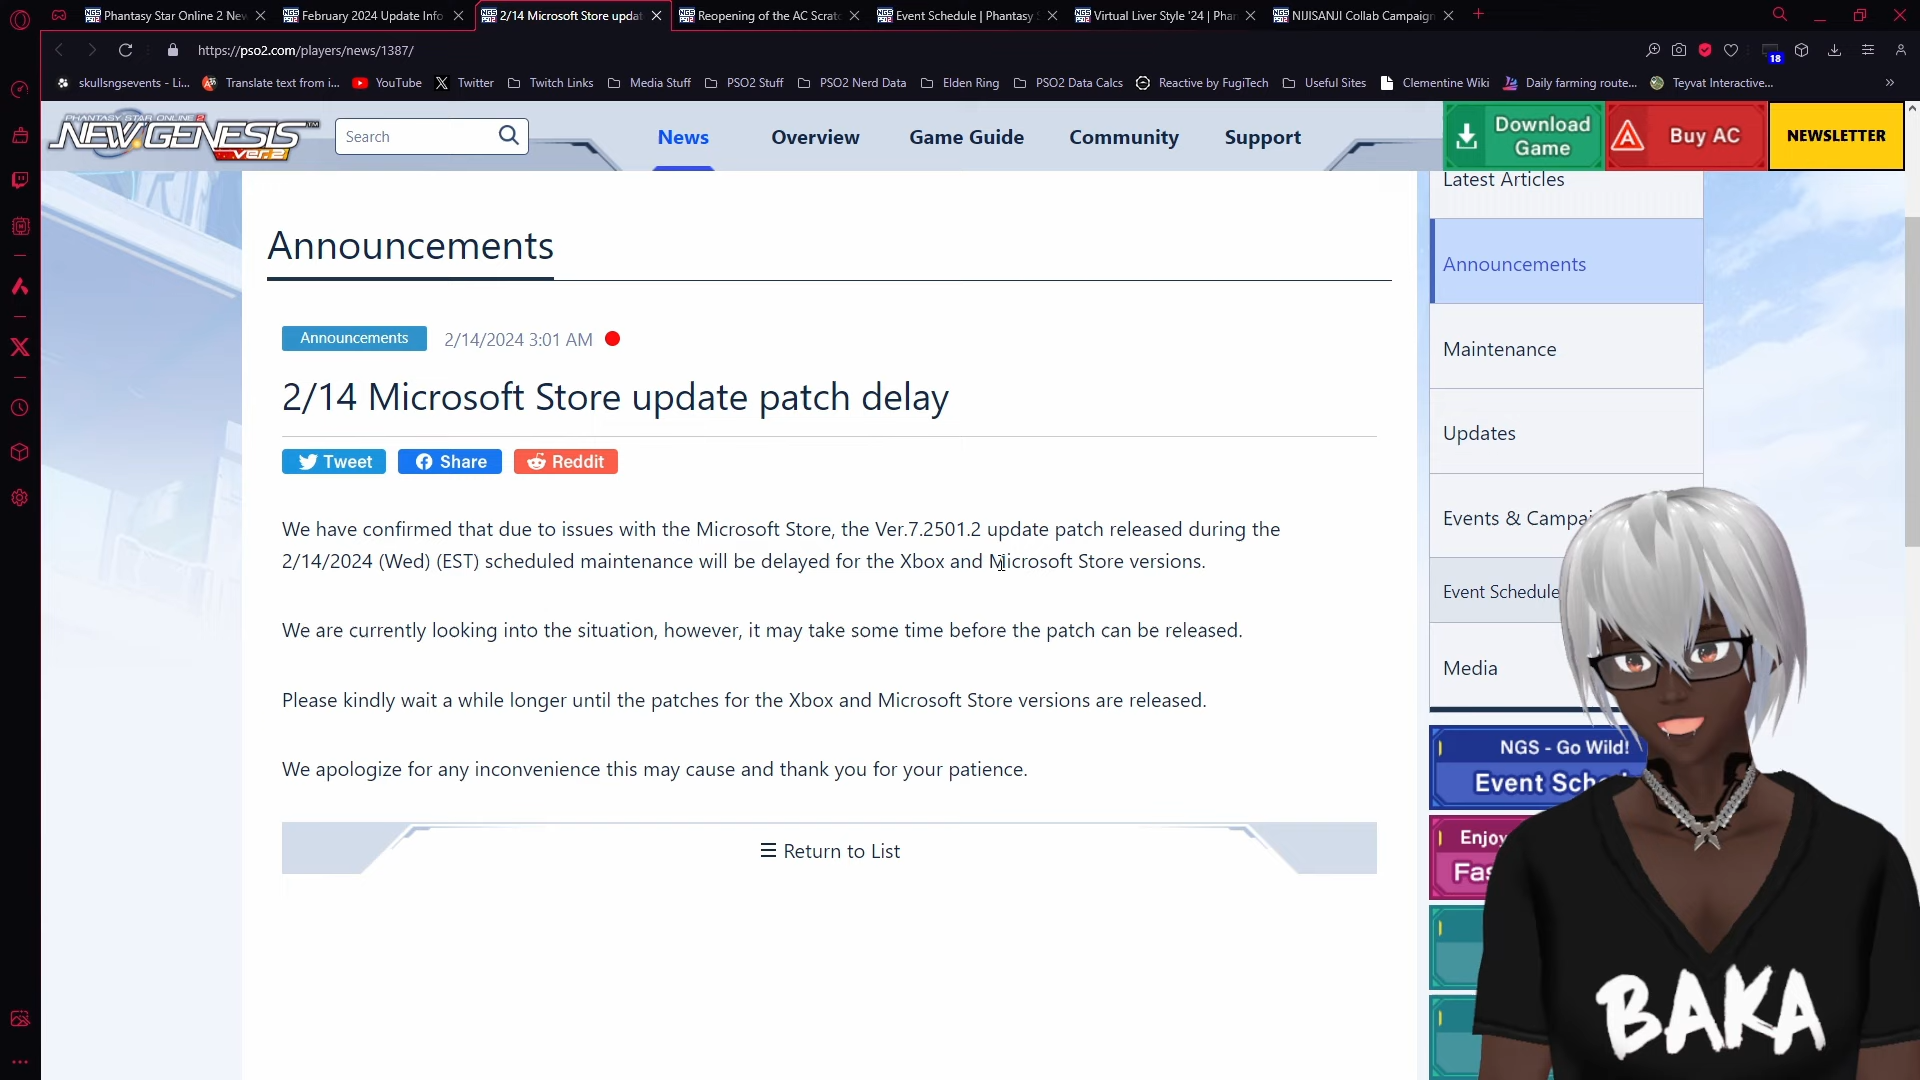 Phantasy Star Online 2 New
February 2024 Update Info
2/14 Microsoft Store updat
Reopening of the AC Scratc
Event Schedule | Phantasy
Virtual Liver Style '24 | Phan
NIJISANJI Collab Campaign
https://pso2.com/players/news/1387/
18
skullsngsevents - Li...
Translate text from i...
YouTube
Twitter
Twitch Links
Media Stuff
PSO2 Stuff
PSO2 Nerd Data
Elden Ring
PSO2 Data Calcs
Reactive by FugiTech
Useful Sites
Clementine Wiki
Daily farming route...
Teyvat Interactive...
PHANTASY STAR ONLINE 2
NEW GENESIS™
ver.2
Search
News
Overview
Game Guide
Community
Support
Download
Game
Buy AC
NEWSLETTER
Announcements
Announcements 2/14/2024 3:01 AM
2/14 Microsoft Store update patch delay
Tweet Share Reddit
We have confirmed that due to issues with the Microsoft Store, the Ver.7.2501.2 update patch released during the
2/14/2024 (Wed) (EST) scheduled maintenance will be delayed for the Xbox and Microsoft Store versions.
We are currently looking into the situation, however, it may take some time before the patch can be released.
Please kindly wait a while longer until the patches for the Xbox and Microsoft Store versions are released.
We apologize for any inconvenience this may cause and thank you for your patience.
Return to List
Latest Articles
Announcements
Maintenance
Updates
Events & Campai
Event Schedule
Media
NGS - Go Wild!
Event Sche
Enjoy
Fas
BAKA